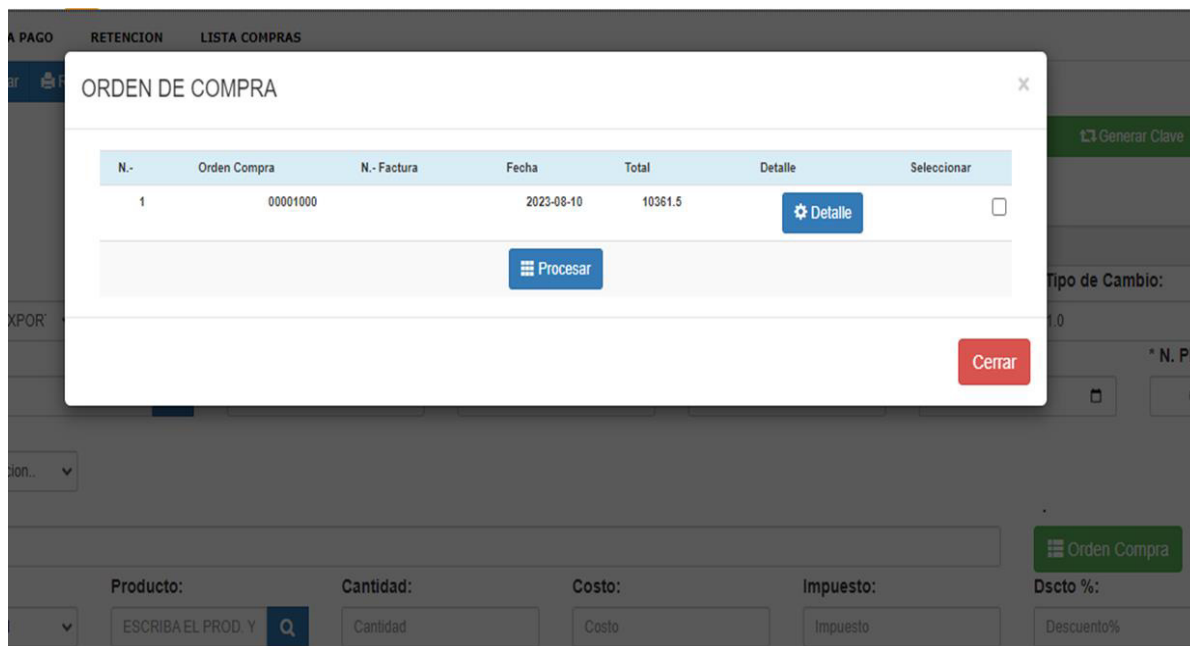 A PAGO RETENCION LISTA COMPRAS
ar
ORDEN DE COMPRA ×
Generar Clave
N.- Orden Compra N.- Factura Fecha Total Detalle Seleccionar
1 00001000 2023-08-10 10361.5 Detalle
Procesar
Tipo de Cambio:
XPOR 1.0
Cerrar
* N. P
cion..
Orden Compra
Producto: Cantidad: Costo: Impuesto: Dscto %:
ESCRIBA EL PROD. Y Cantidad Costo Impuesto Descuento%